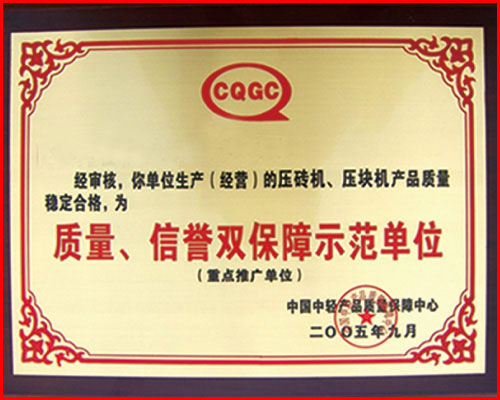 CQGC
经审核，你单位生产（经营）的压砖机、压块机产品质量
稳定合格，为
质量、信誉双保障示范单位
（重点推广单位）
中国中轻产品质量保障中心
二〇〇五年九月